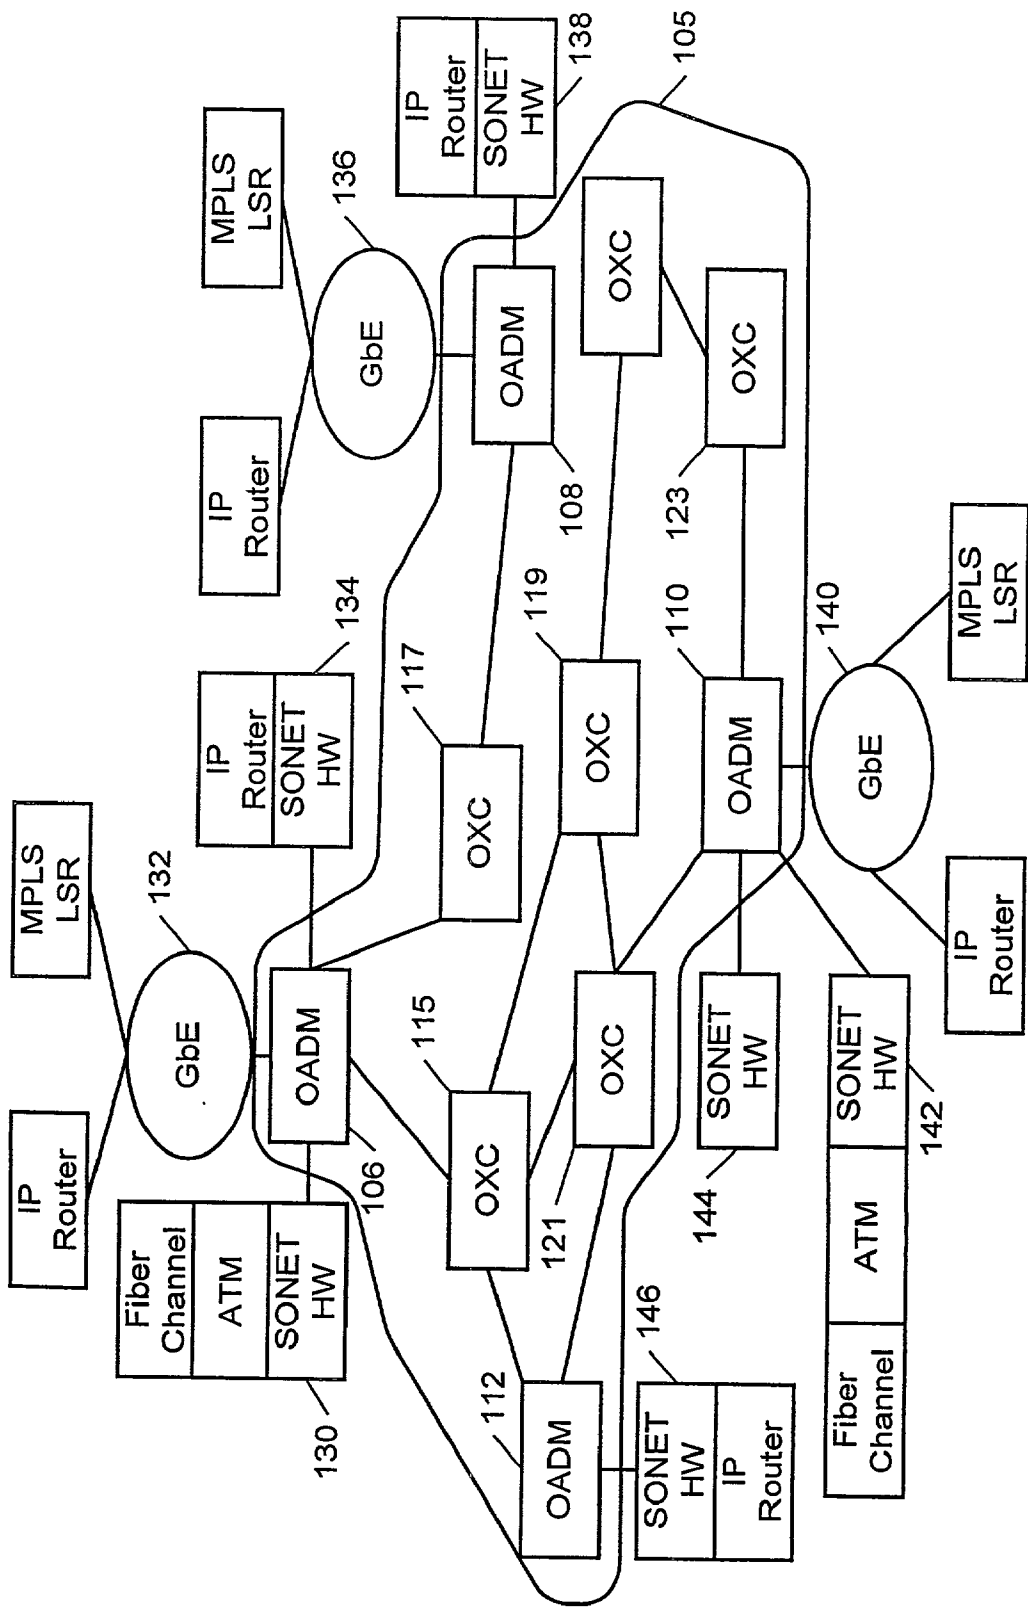 IP
Router
MPLS
LSR
GbE
132
Fiber
Channel
ATM
SONET
HW
130
IP
Router
SONET
HW
134
IP
Router
MPLS
LSR
GbE
136
IP
Router
SONET
HW
138
105
OADM
106
OXC
115
OXC
117
OADM
108
OADM
112
OXC
121
OXC
119
OXC
OXC
123
OADM
110
SONET
HW
IP
Router
146
SONET
HW
144
Fiber
Channel
ATM
SONET
HW
142
GbE
140
IP
Router
MPLS
LSR